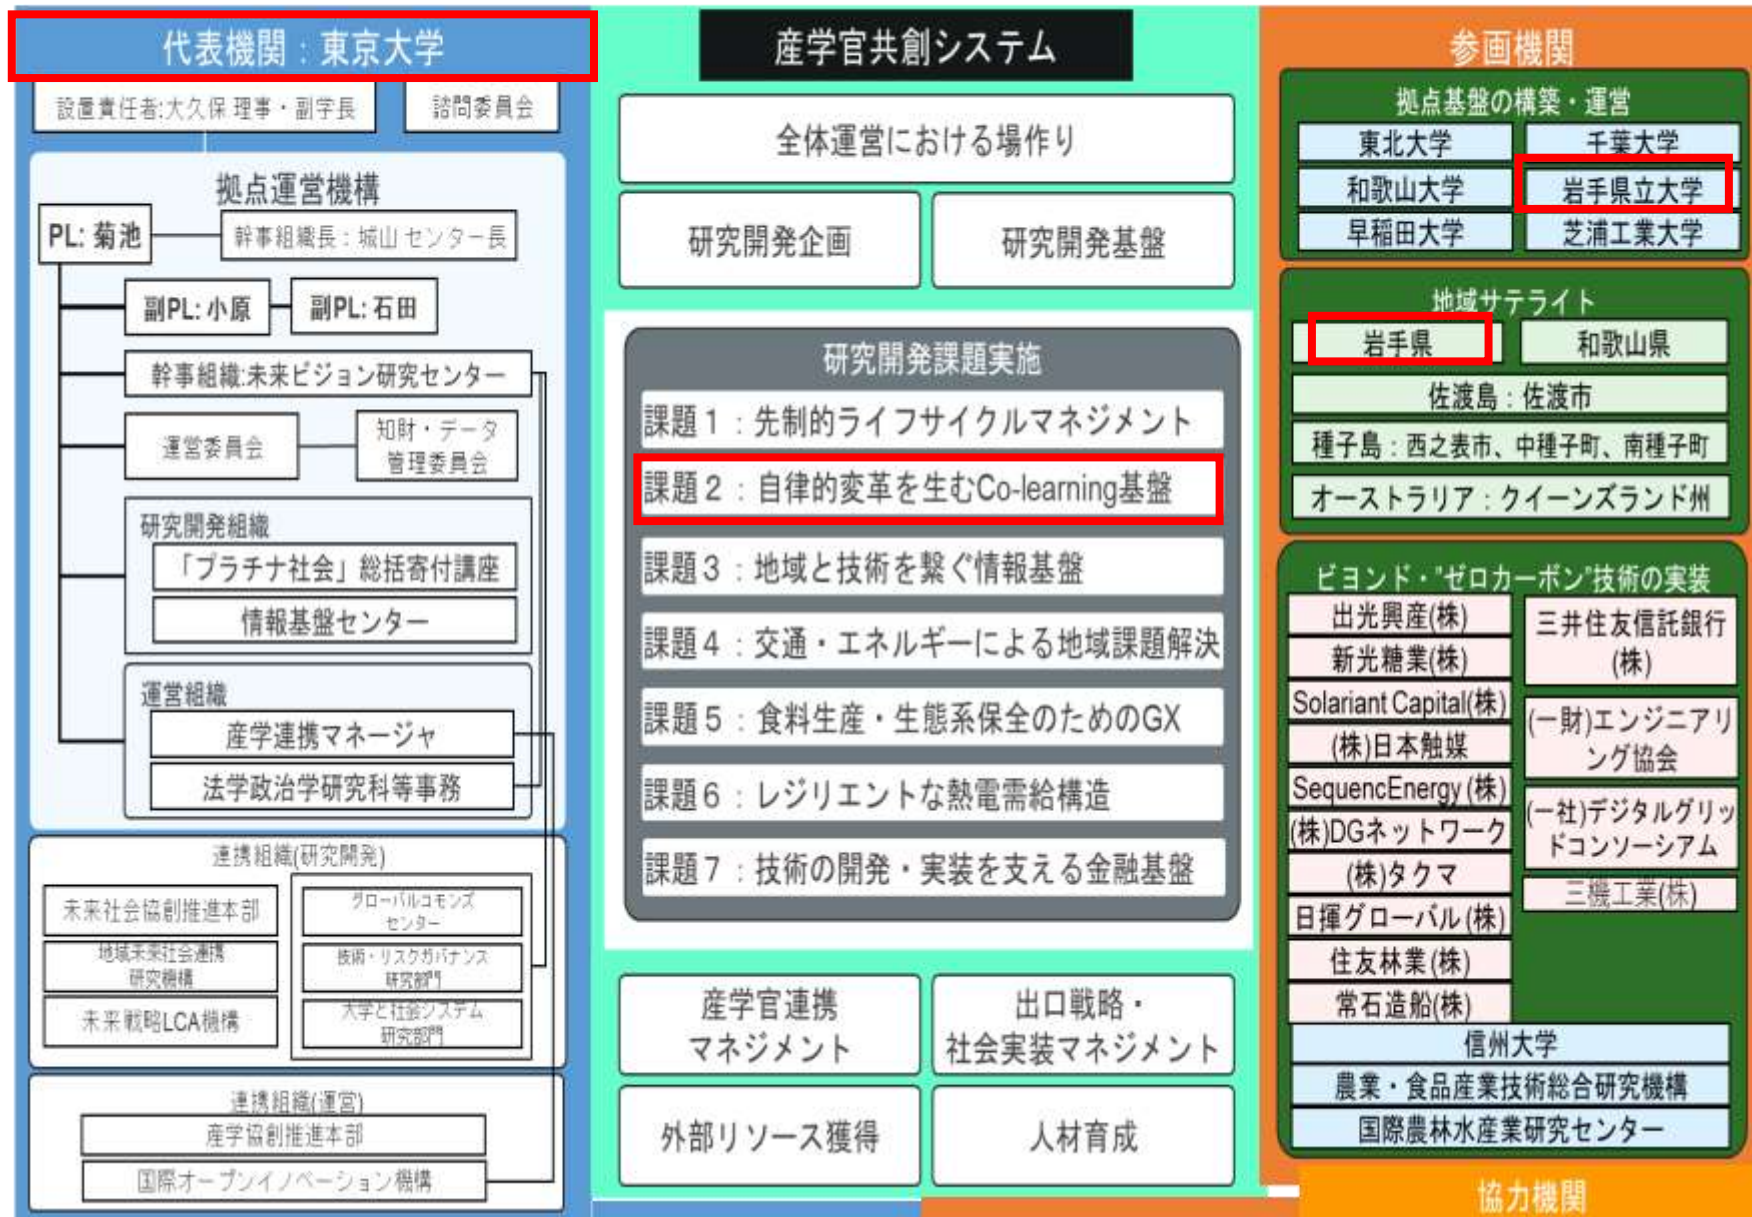 代表機関：東京大学
設置責任者:大久保 理事・副学長
諮問委員会
拠点運営機構
PL: 菊池
幹事組織長：城山 センター長
副PL: 小原
副PL: 石田
幹事組織:未来ビジョン研究センター
運営委員会
知財・データ
管理委員会
研究開発組織
「プラチナ社会」総括寄付講座
情報基盤センター
運営組織
産学連携マネージャ
法学政治学研究科等事務
連携組織(研究開発)
未来社会協創推進本部
地域未来社会連携
研究機構
未来戦略LCA機構
グローバルコモンズ
センター
技術・リスクガバナンス
研究部門
大学と社会システム
研究部門
連携組織(運営)
産学協創推進本部
国際オープンイノベーション機構
産学官共創システム
全体運営における場作り
研究開発企画
研究開発基盤
研究開発課題実施
課題1：先制的ライフサイクルマネジメント
課題2：自律的変革を生むCo-learning基盤
課題3：地域と技術を繋ぐ情報基盤
課題4：交通・エネルギーによる地域課題解決
課題5：食料生産・生態系保全のためのGX
課題6：レジリエントな熱電需給構造
課題7：技術の開発・実装を支える金融基盤
産学官連携
マネジメント
出口戦略・
社会実装マネジメント
外部リソース獲得
人材育成
参画機関
拠点基盤の構築・運営
東北大学
千葉大学
和歌山大学
岩手県立大学
早稲田大学
芝浦工業大学
地域サテライト
岩手県
和歌山県
佐渡島：佐渡市
種子島：西之表市、中種子町、南種子町
オーストラリア：クイーンズランド州
ビヨンド・"ゼロカーボン"技術の実装
出光興産(株)
新光糖業(株)
Solariant Capital(株)
(株)日本触媒
SequencEnergy(株)
(株)DGネットワーク
(株)タクマ
日揮グローバル(株)
住友林業(株)
常石造船(株)
三井住友信託銀行
(株)
(一財)エンジニアリ
ング協会
(一社)デジタルグリッ
ドコンソーシアム
三機工業(株)
信州大学
農業・食品産業技術総合研究機構
国際農林水産業研究センター
協力機関